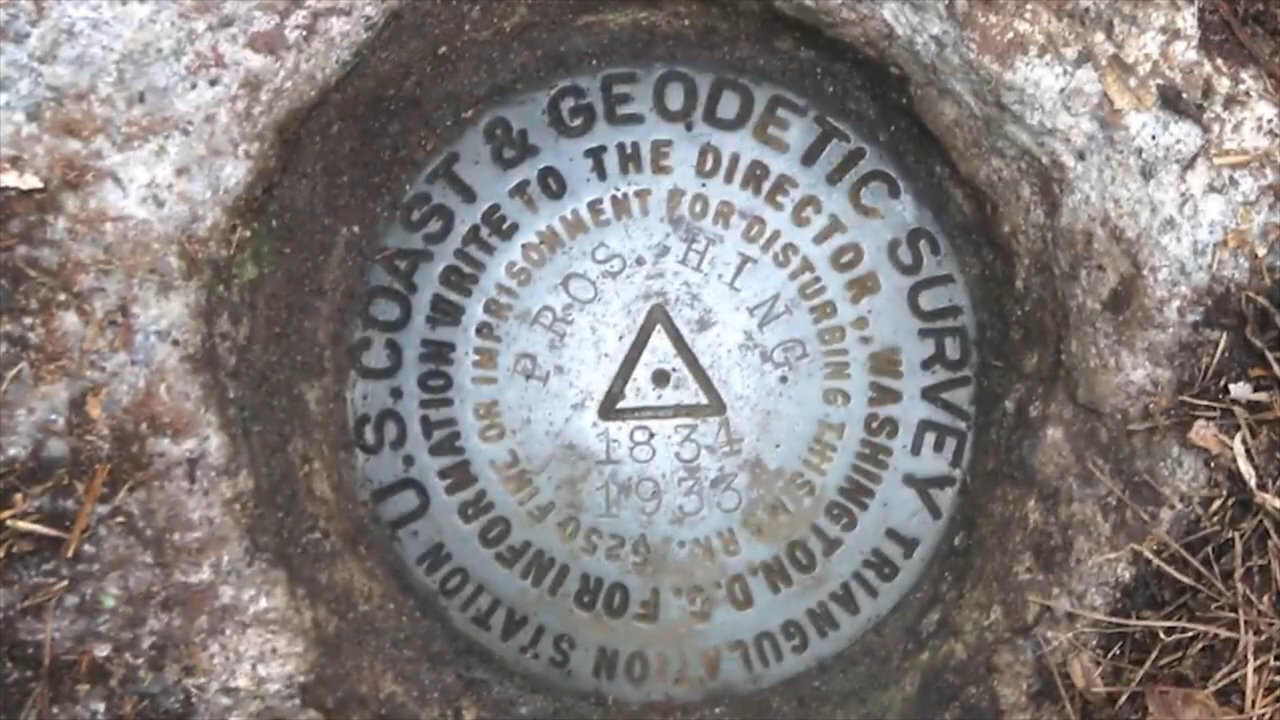 U.S. COAST & GEODETIC SURVEY TRIANGULATION STATION
FOR INFORMATION WRITE TO THE DIRECTOR, WASHINGTON, D.C.
$250 FINE OR IMPRISONMENT FOR DISTURBING THIS MARK.
PROS. HING.
1834
1933